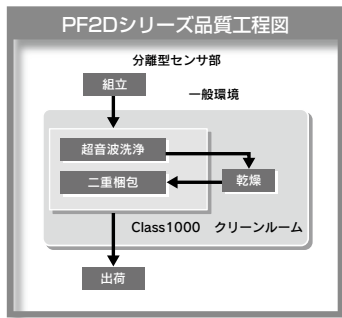 PF2Dシリーズ品質工程図
分離型センサ部
組立
一般環境
超音波洗浄
二重梱包
乾燥
Class1000 クリーンルーム
出荷